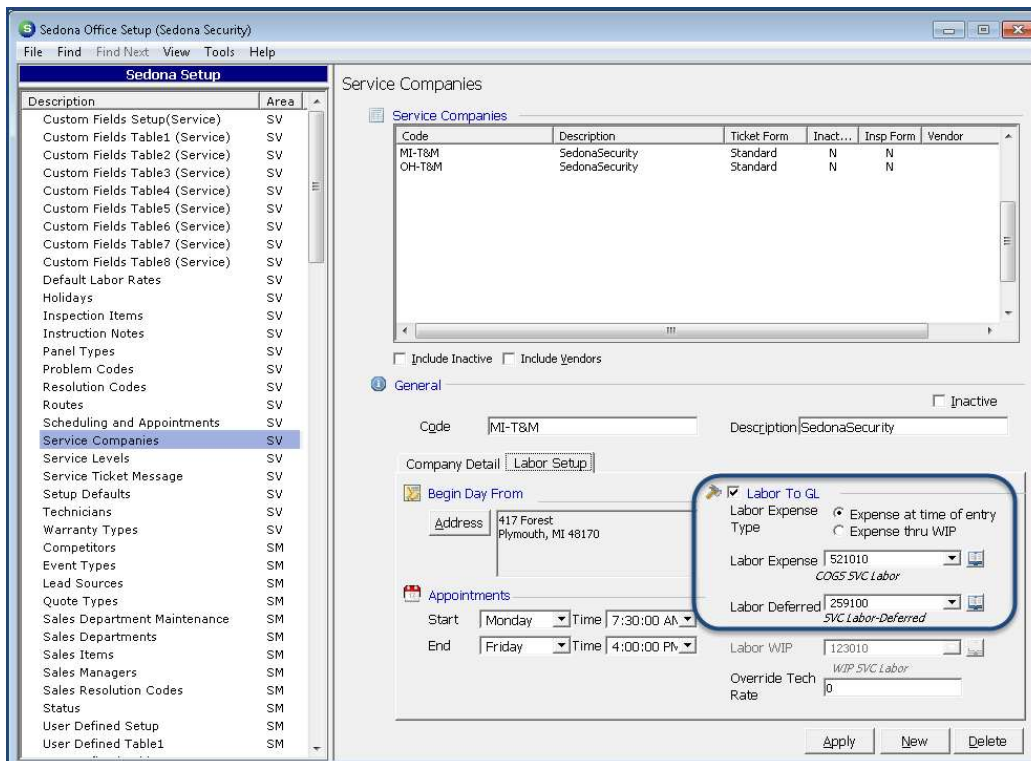 Sedona Office Setup (Sedona Security)
File Find Find Next View Tools Help
Sedona Setup
Description Area
Custom Fields Setup(Service) SV
Custom Fields Table1 (Service) SV
Custom Fields Table2 (Service) SV
Custom Fields Table3 (Service) SV
Custom Fields Table4 (Service) SV
Custom Fields Table5 (Service) SV
Custom Fields Table6 (Service) SV
Custom Fields Table7 (Service) SV
Custom Fields Table8 (Service) SV
Default Labor Rates SV
Holidays SV
Inspection Items SV
Instruction Notes SV
Panel Types SV
Problem Codes SV
Resolution Codes SV
Routes SV
Scheduling and Appointments SV
Service Companies SV
Service Levels SV
Service Ticket Message SV
Setup Defaults SV
Technicians SV
Warranty Types SV
Competitors SM
Event Types SM
Lead Sources SM
Quote Types SM
Sales Department Maintenance SM
Sales Departments SM
Sales Items SM
Sales Managers SM
Sales Resolution Codes SM
Status SM
User Defined Setup SM
User Defined Table1 SM
Service Companies
Service Companies
Code Description Ticket Form Inact... Insp Form Vendor
MI-T&M SedonaSecurity Standard N N
OH-T&M SedonaSecurity Standard N N
Include Inactive Include Vendors
General
Inactive
Code MI-T&M Description SedonaSecurity
Company Detail Labor Setup
Begin Day From
Address 417 Forest
Plymouth, MI 48170
Appointments
Start Monday Time 7:30:00 AM
End Friday Time 4:00:00 PM
Labor To GL
Labor Expense Type
Expense at time of entry
Expense thru WIP
Labor Expense 521010
COGS SVC Labor
Labor Deferred 259100
SVC Labor-Deferred
Labor WIP 123010
WIP SVC Labor
Override Tech Rate 0
Apply New Delete